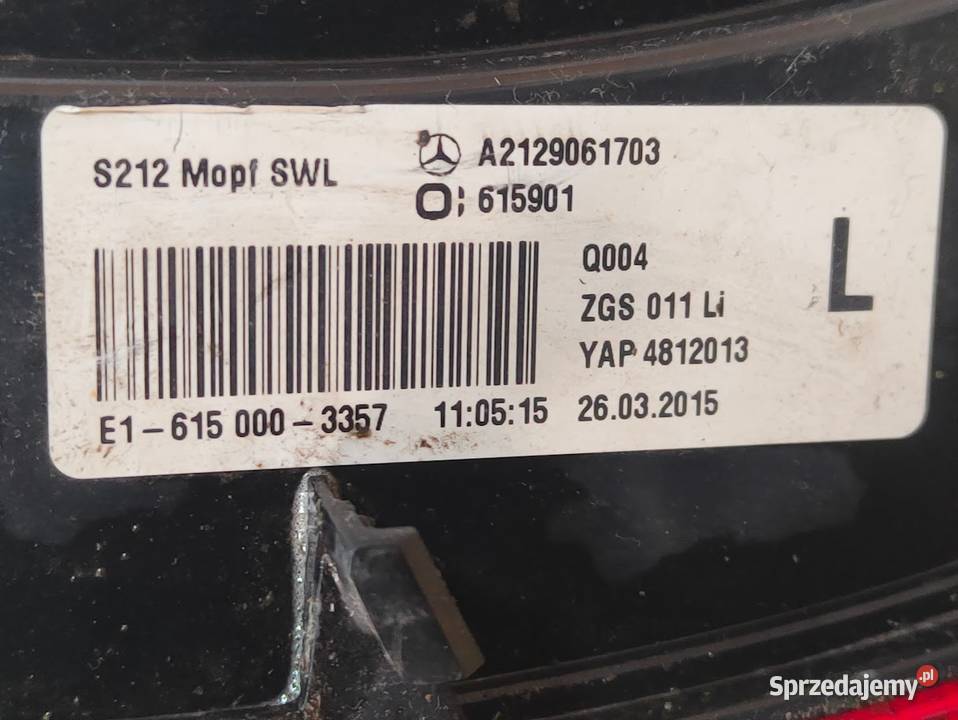 S212 Mopf SWL
A2129061703
O; 615901
Q004
ZGS 011 Li
YAP 4812013
L
E1-615 000-3357 11:05:15 26.03.2015
Sprzedajemy.pl